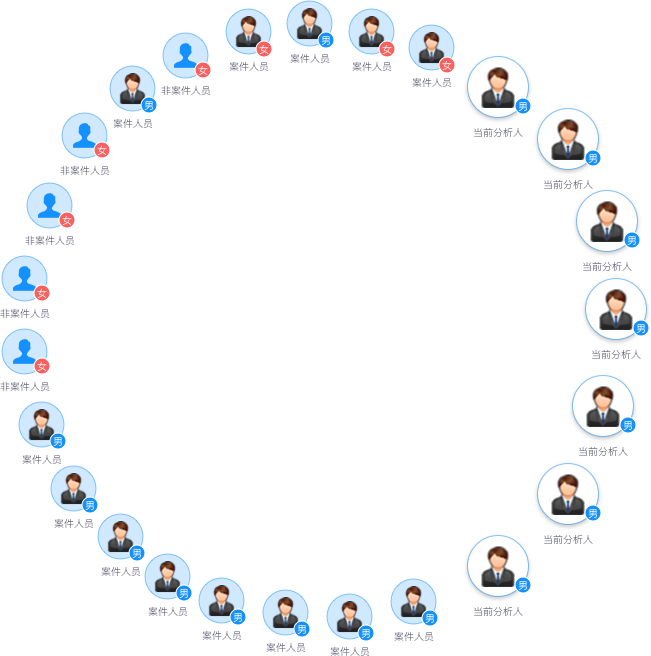 男
案件人员
女
案件人员
女
案件人员
女
案件人员
女
非案件人员
男
案件人员
男
当前分析人
女
非案件人员
男
当前分析人
女
非案件人员
男
当前分析人
女
非案件人员
男
当前分析人
女
非案件人员
男
当前分析人
男
案件人员
男
案件人员
男
当前分析人
男
案件人员
男
当前分析人
男
案件人员
男
案件人员
男
案件人员
男
案件人员
男
案件人员